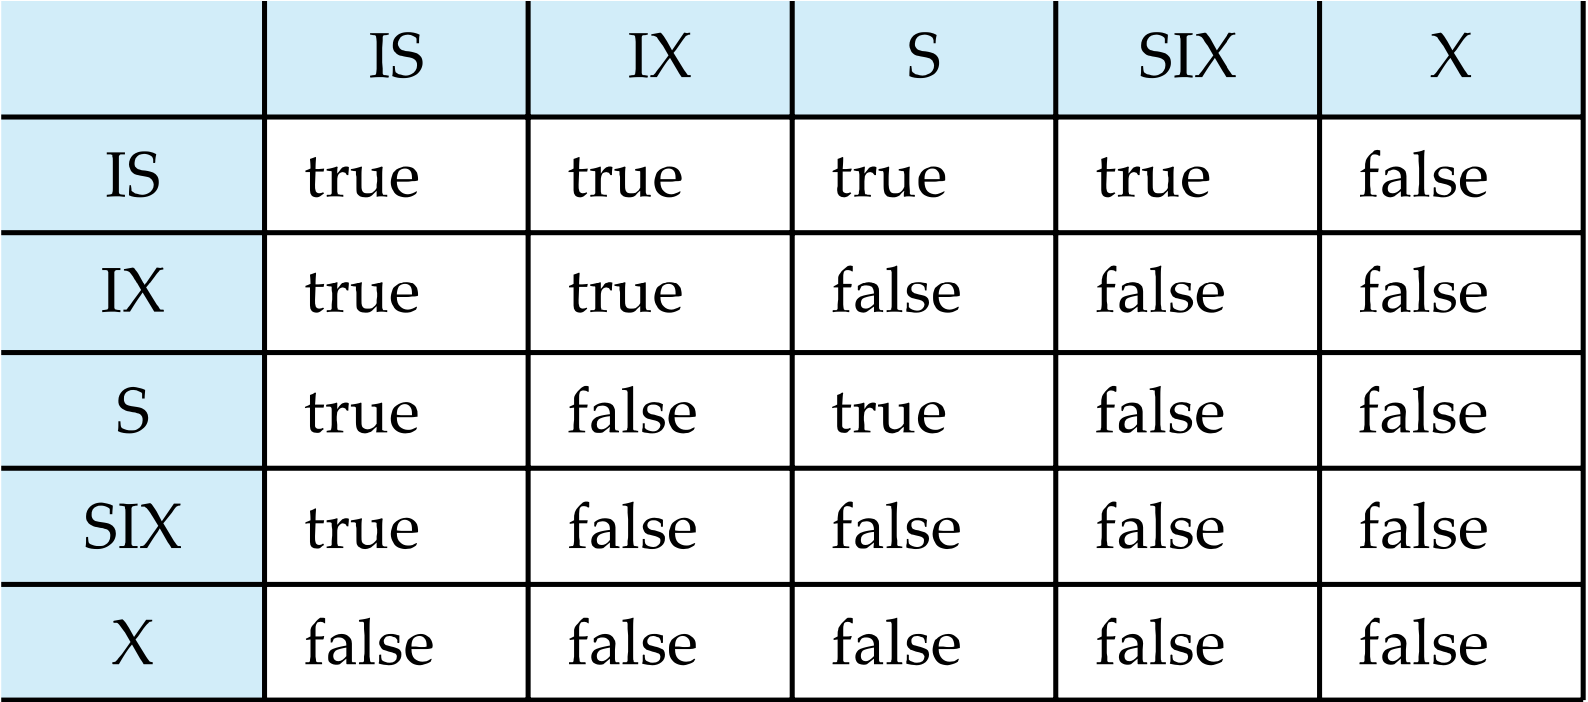 IS IX S SIX X
IS true true true true false
IX true true false false false
S true false true false false
SIX true false false false false
X false false false false false